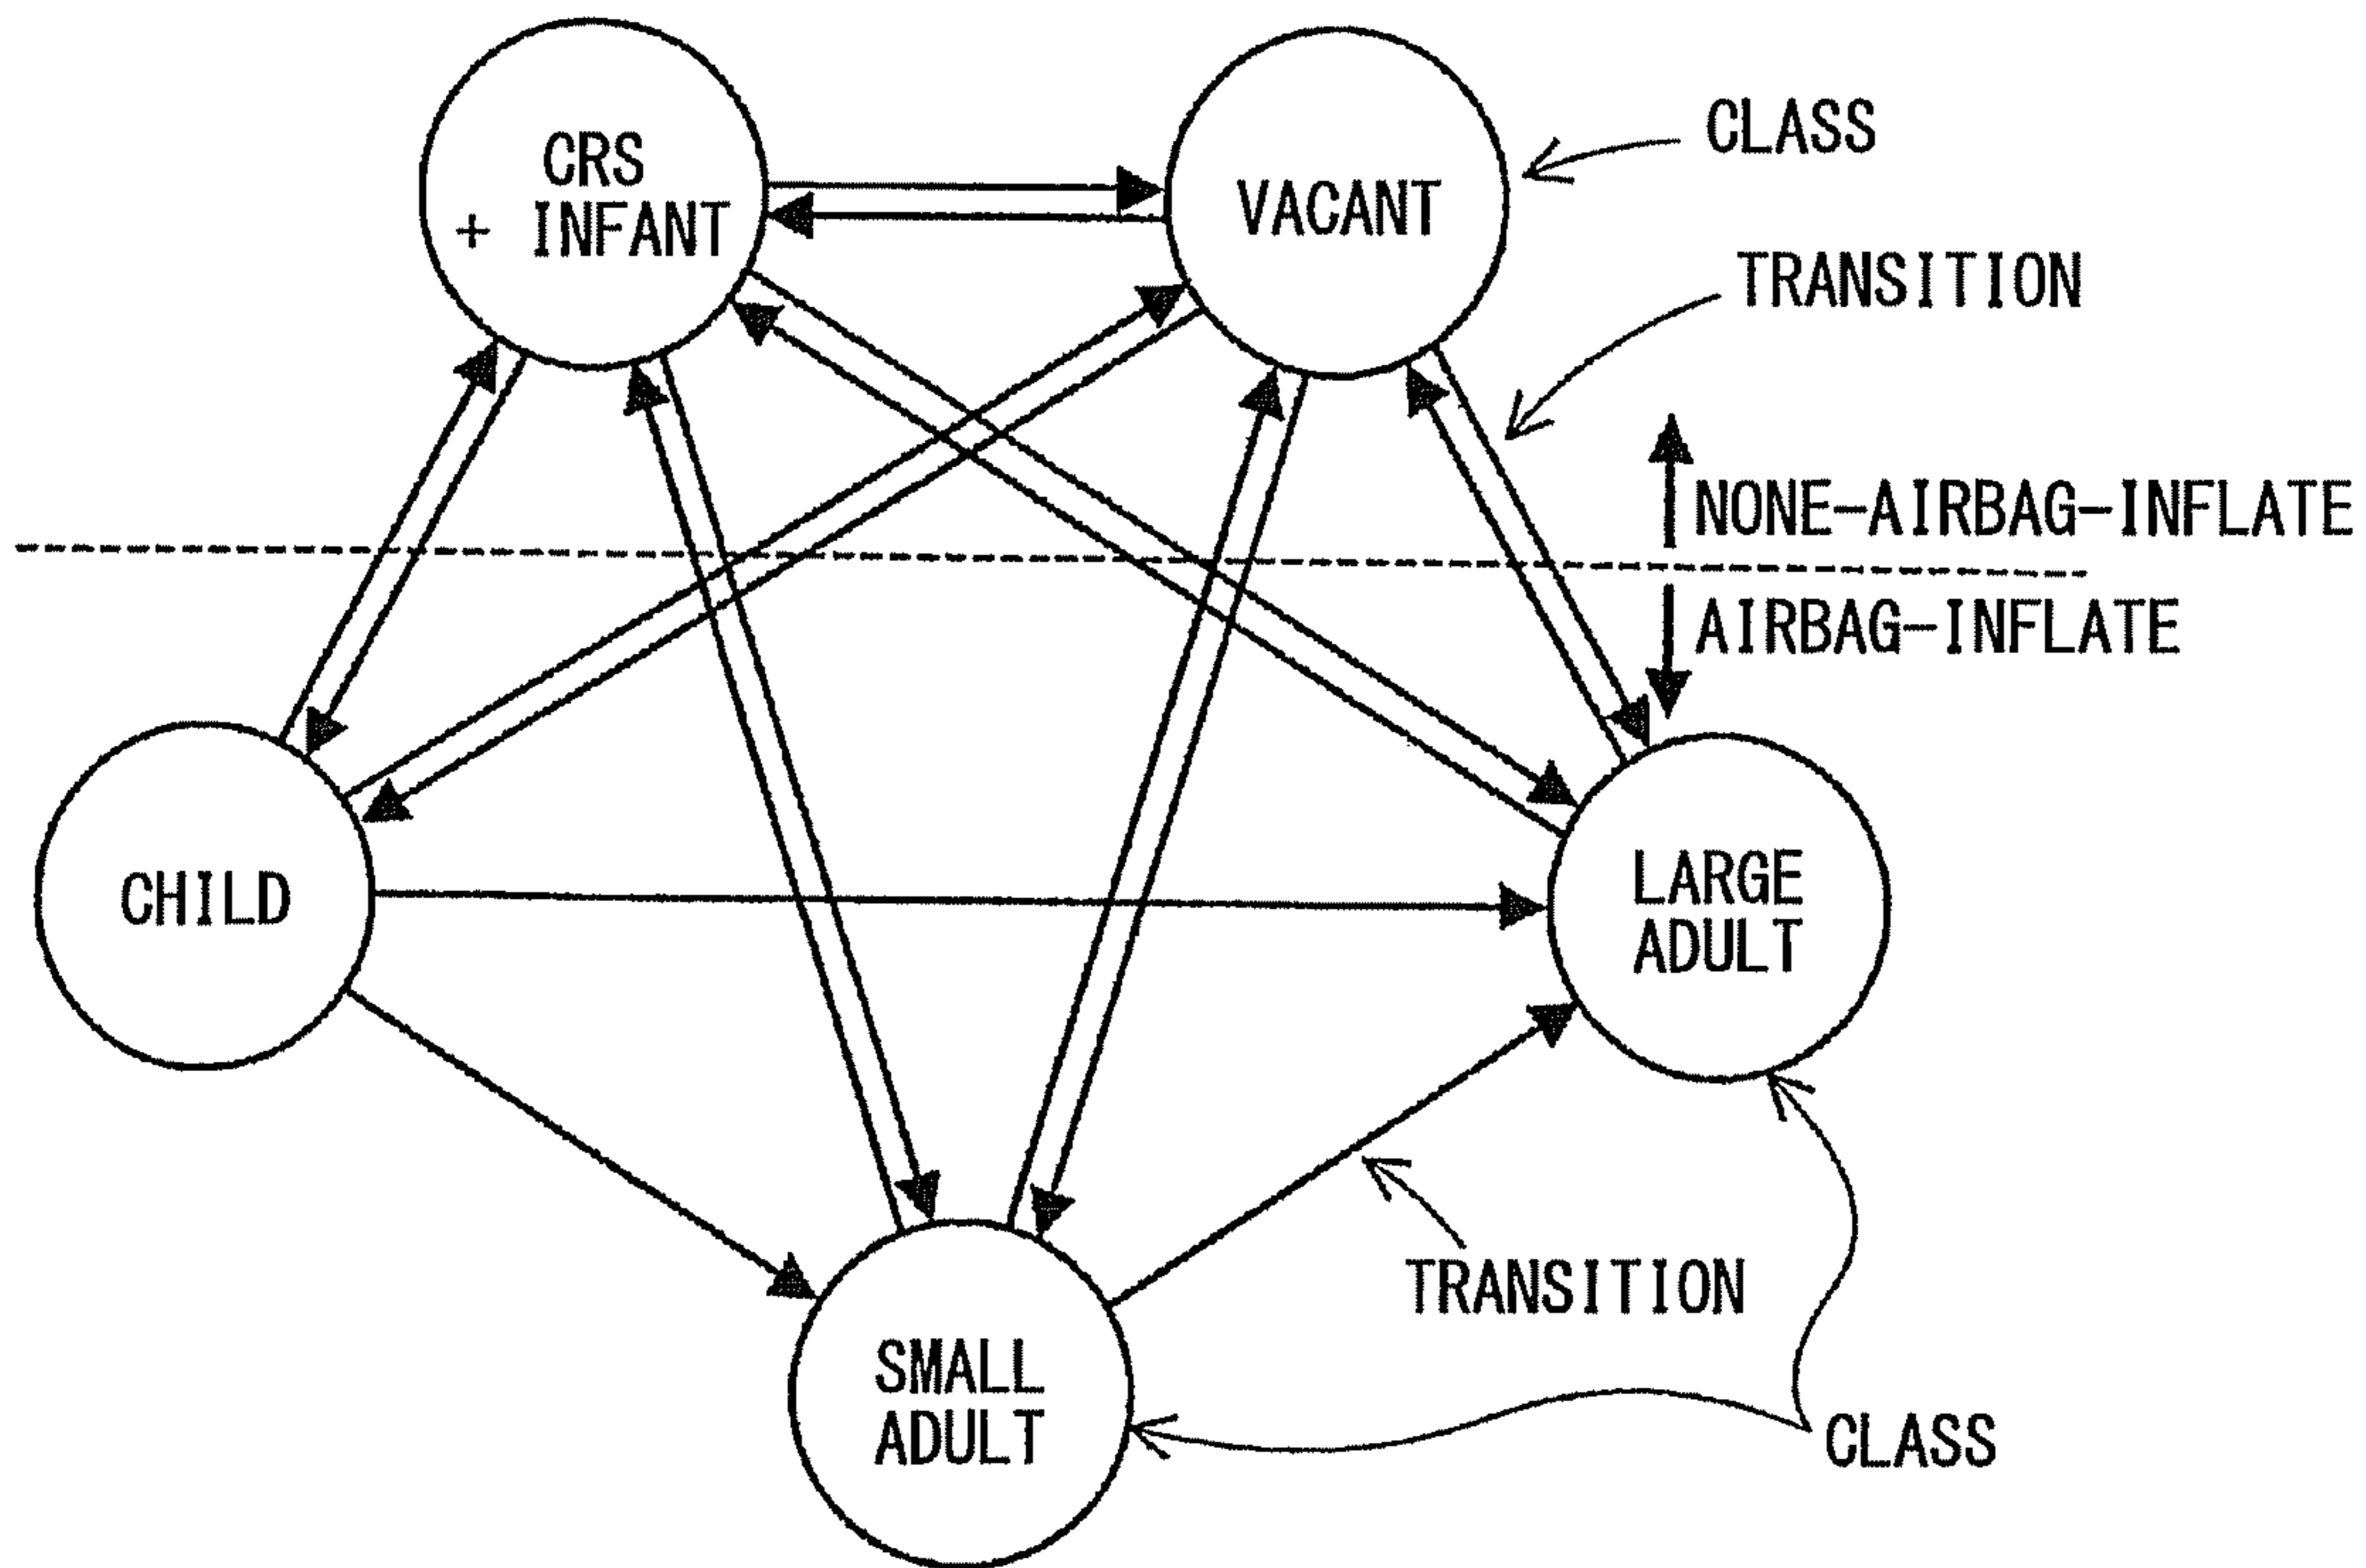 CRS
+ INFANT
VACANT
CLASS
TRANSITION
NONE-AIRBAG-INFLATE
AIRBAG-INFLATE
CHILD
LARGE
ADULT
TRANSITION
SMALL
ADULT
CLASS